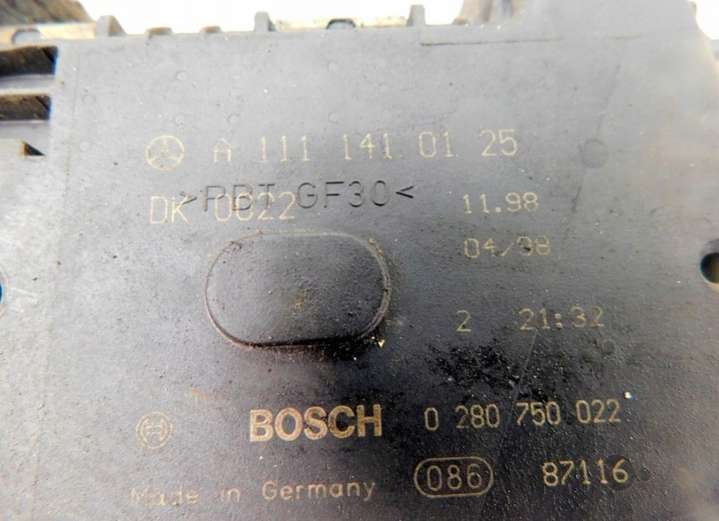 A 111 141 01 25
>PBT GF30<
DK 0622 11.98
04/98
2 21:32
BOSCH 0 280 750 022
Made in Germany 086 87116